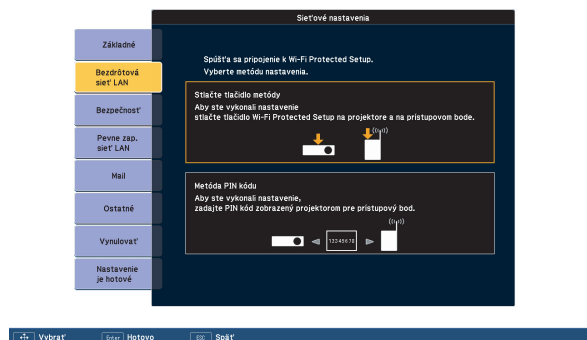 Sieťové nastavenia
Základné
Bezdrôtová
sieť LAN
Bezpečnosť
Pevne zap.
sieť LAN
Mail
Ostatné
Vynulovať
Nastavenie
je hotové
Spúšťa sa pripojenie k Wi-Fi Protected Setup.
Vyberte metódu nastavenia.
Stlačte tlačidlo metódy
Aby ste vykonali nastavenie
stlačte tlačidlo Wi-Fi Protected Setup na projektore a na prístupovom bode.
Metóda PIN kódu
Aby ste vykonali nastavenie,
zadajte PIN kód zobrazený projektorom pre prístupový bod.
12345678
Vybrať
Enter Hotovo
ESC Späť